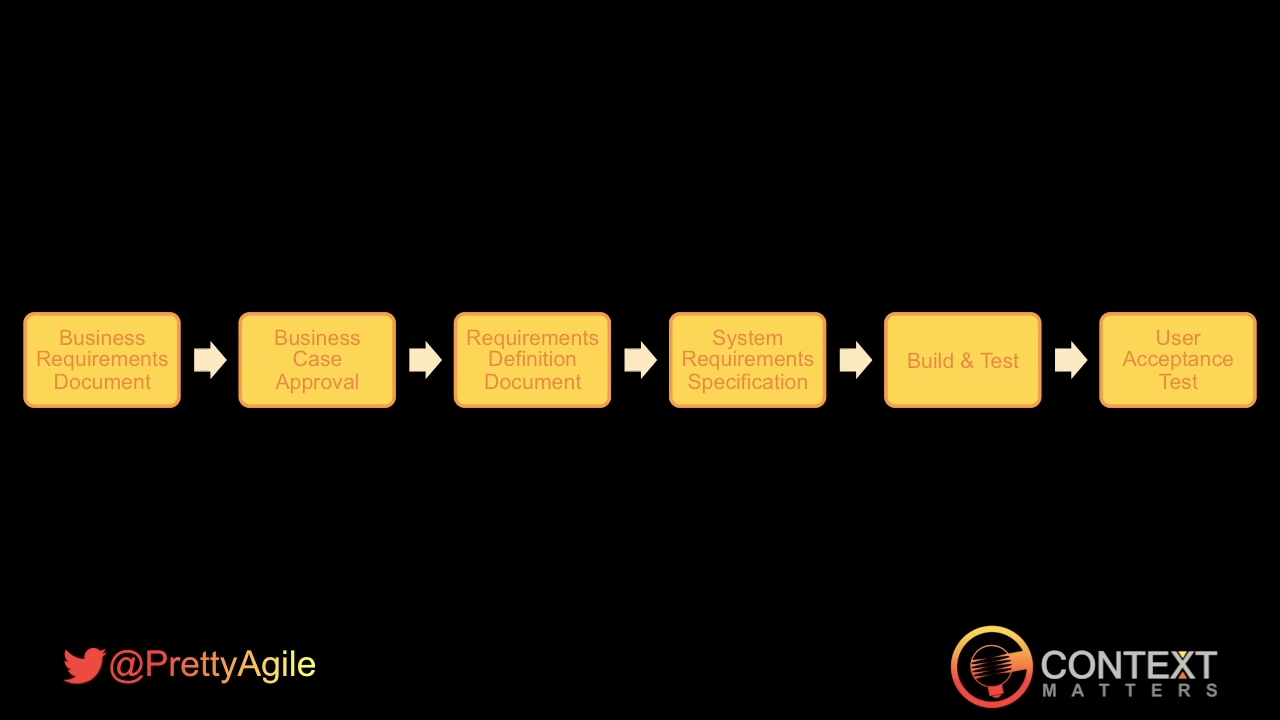 Business
Requirements
Document
Business
Case
Approval
Requirements
Definition
Document
System
Requirements
Specification
Build & Test
User
Acceptance
Test
@PrettyAgile
CONTEXT
MATTERS